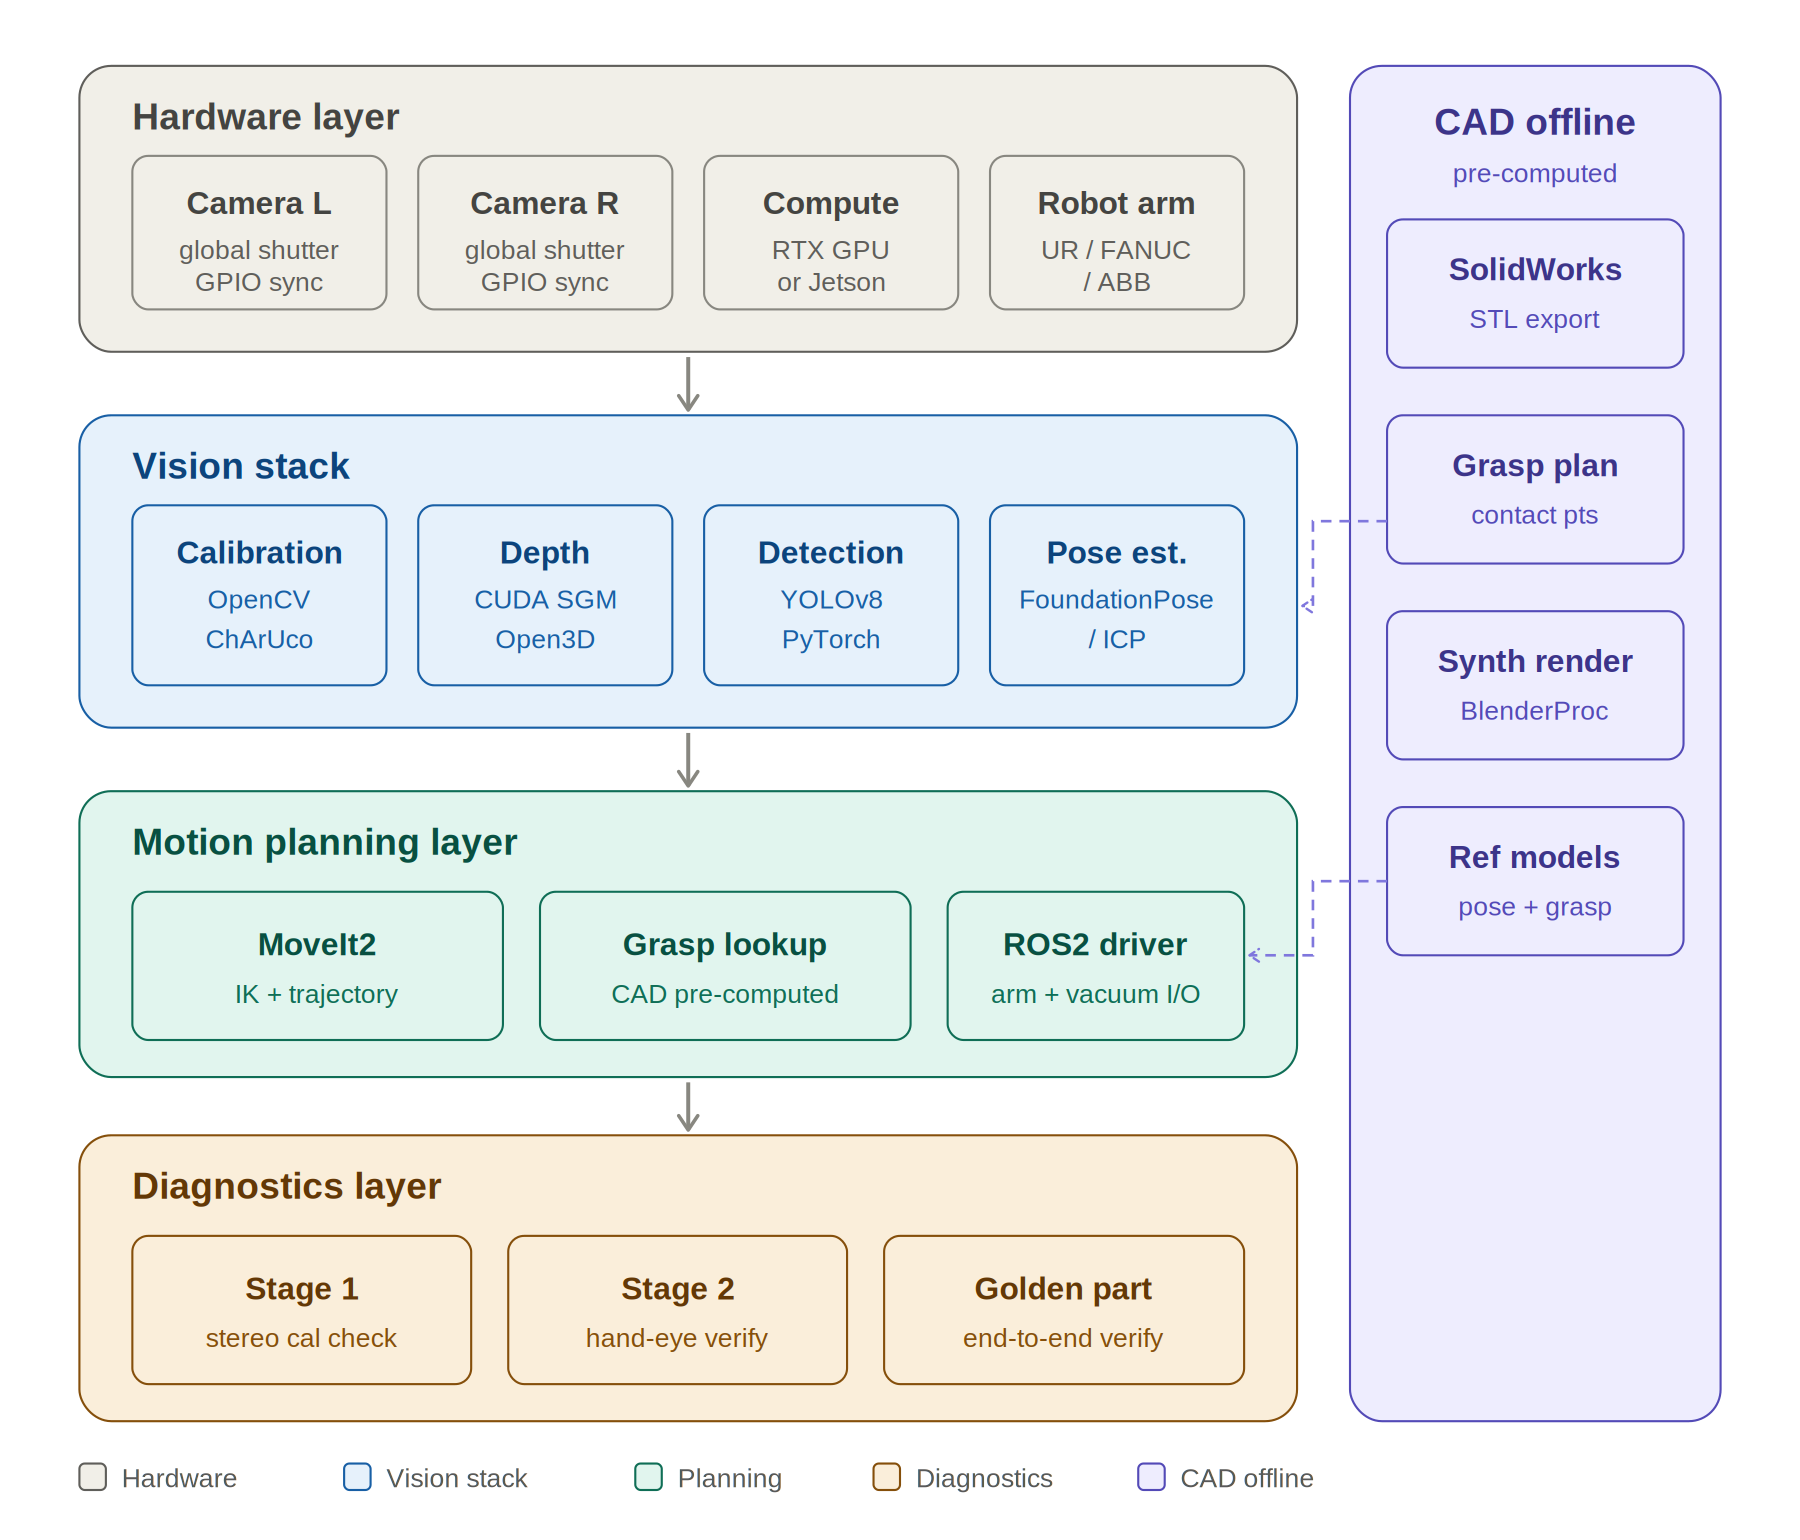 Hardware layer
Camera L
global shutter
GPIO sync
Camera R
global shutter
GPIO sync
Compute
RTX GPU
or Jetson
Robot arm
UR / FANUC
/ ABB
Vision stack
Calibration
OpenCV
ChArUco
Depth
CUDA SGM
Open3D
Detection
YOLOv8
PyTorch
Pose est.
FoundationPose
/ ICP
Motion planning layer
MoveIt2
IK + trajectory
Grasp lookup
CAD pre-computed
ROS2 driver
arm + vacuum I/O
Diagnostics layer
Stage 1
stereo cal check
Stage 2
hand-eye verify
Golden part
end-to-end verify
CAD offline
pre-computed
SolidWorks
STL export
Grasp plan
contact pts
Synth render
BlenderProc
Ref models
pose + grasp
Hardware
Vision stack
Planning
Diagnostics
CAD offline